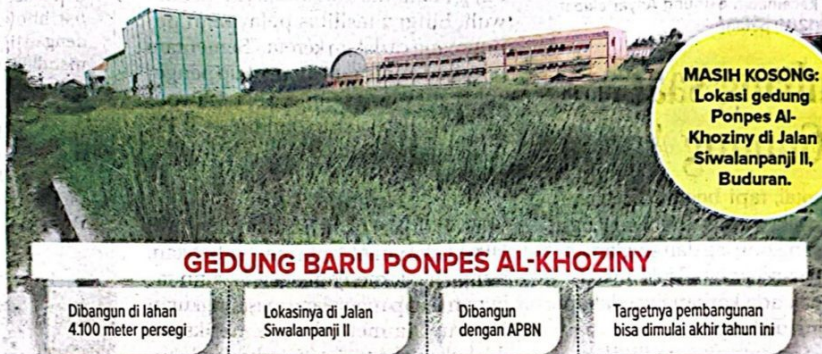 MASIH KOSONG:
Lokasi gedung
Ponpes Al-
Khoziny di Jalan
Siwalanpanji II,
Buduran.
GEDUNG BARU PONPES AL-KHOZINY
Dibangun di lahan
4.100 meter persegi
Lokasinya di Jalan
Siwalanpanji II
Dibangun
dengan APBN
Targetnya pembangunan
bisa dimulai akhir tahun ini